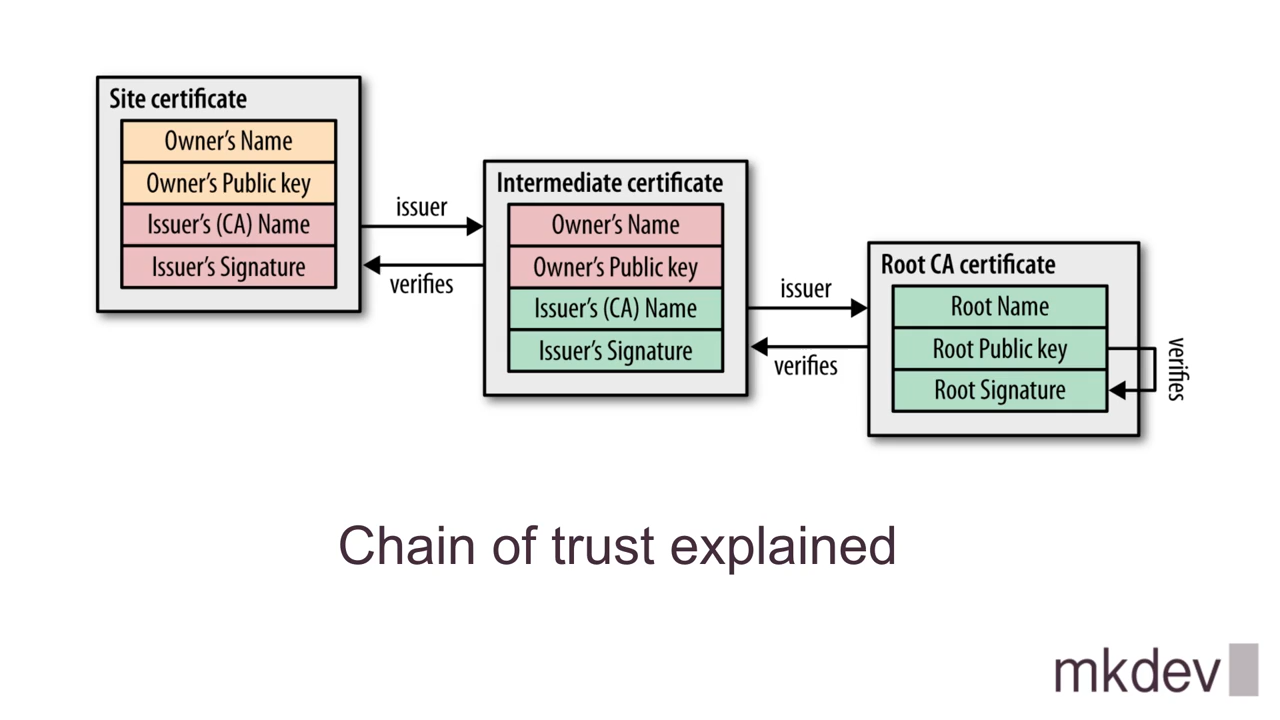 Site certificate
Owner's Name
Owner's Public key
Issuer's (CA) Name
Issuer's Signature
issuer
verifies
Intermediate certificate
Owner's Name
Owner's Public key
Issuer's (CA) Name
Issuer's Signature
issuer
verifies
Root CA certificate
Root Name
Root Public key
Root Signature
verifies
Chain of trust explained
mkdev